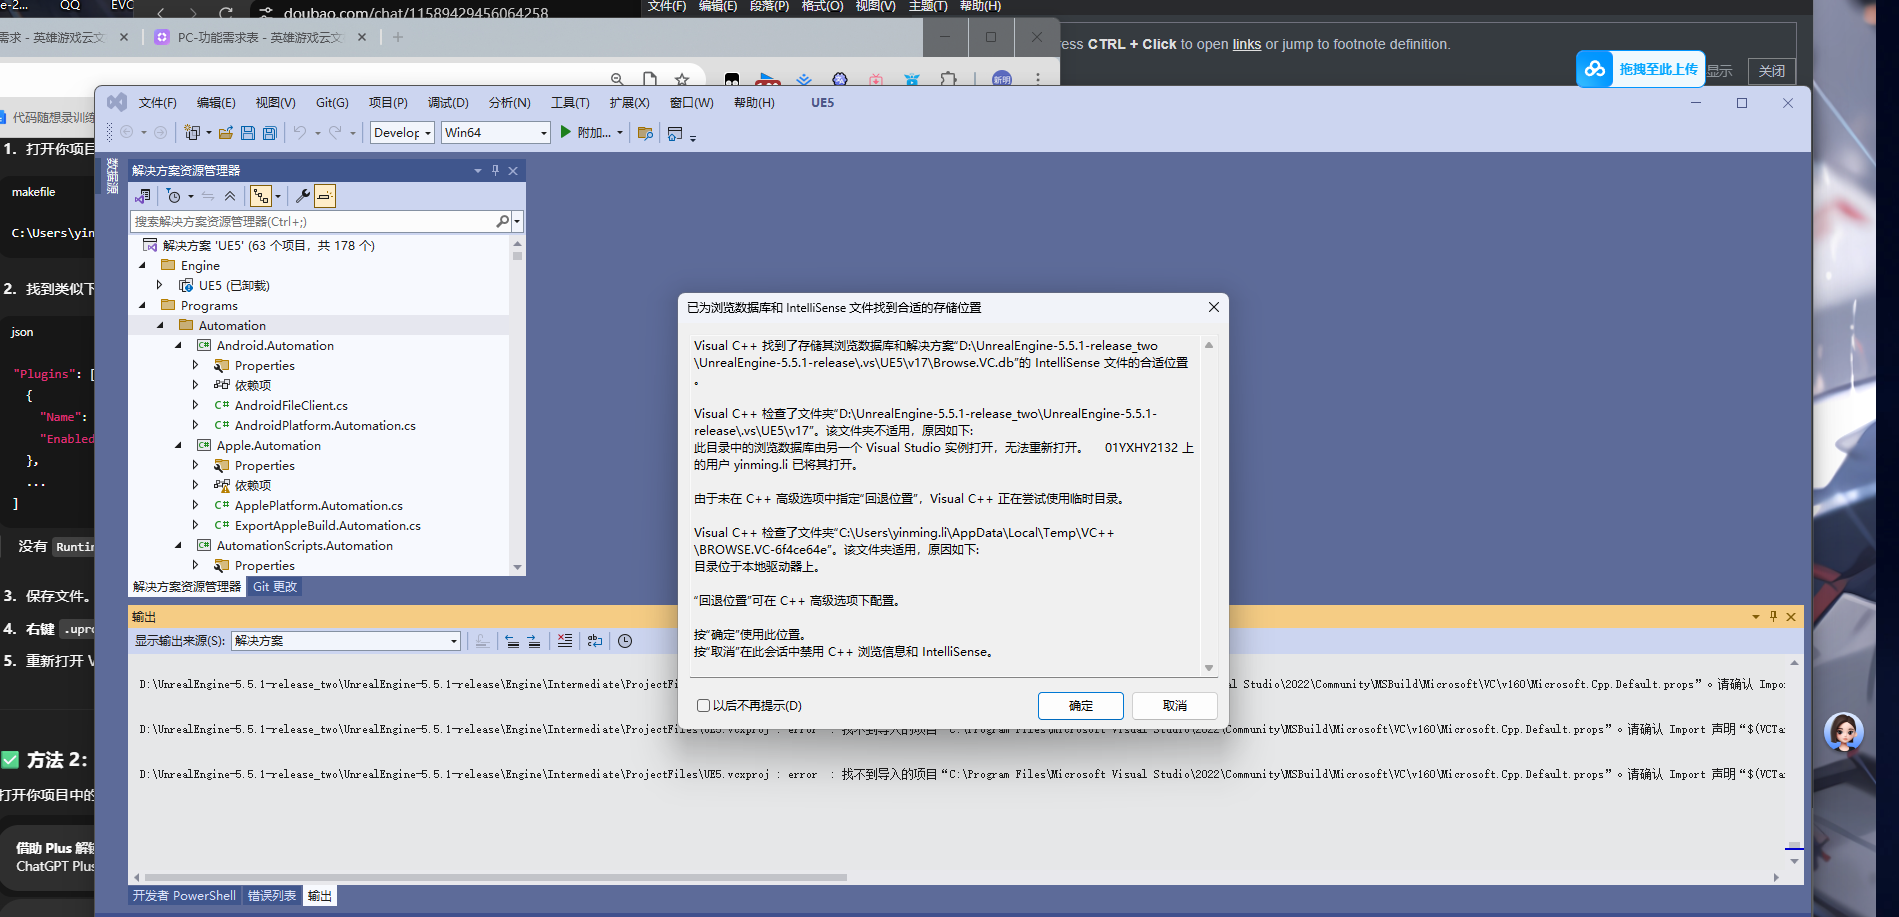 QQ
doubao.com/chat/11589429456064258
文件(F) 编辑(E) 段落(P) 格式(O) 视图(V) 主题(T) 帮助(H)
需求 - 英雄游戏云文
PC-功能需求表 - 英雄游戏云文
ress CTRL + Click to open links or jump to footnote definition.
拖拽至此上传
显示
关闭
新明
代码随想录训练
1. 打开你项目
makefile
C:\Users\yin
2. 找到类似下
json
"Plugins": [
{
"Name":
"Enabled
},
...
]
没有 Runtin
3. 保存文件。
4. 右键 .upro
5. 重新打开 V
方法 2：
打开你项目中的
借助 Plus 解锁
ChatGPT Plus
文件(F) 编辑(E) 视图(V) Git(G) 项目(P) 调试(D) 分析(N) 工具(T) 扩展(X) 窗口(W) 帮助(H) UE5
Develop Win64 附加...
数据源
解决方案资源管理器
搜索解决方案资源管理器(Ctrl+;)
解决方案 'UE5' (63 个项目，共 178 个)
Engine
UE5 (已卸载)
Programs
Automation
C# Android.Automation
Properties
依赖项
C# AndroidFileClient.cs
C# AndroidPlatform.Automation.cs
C# Apple.Automation
Properties
依赖项
C# ApplePlatform.Automation.cs
C# ExportAppleBuild.Automation.cs
C# AutomationScripts.Automation
Properties
解决方案资源管理器 Git 更改
输出
显示输出来源(S): 解决方案
已为浏览数据库和 IntelliSense 文件找到合适的存储位置
Visual C++ 找到了存储其浏览数据库和解决方案“D:\UnrealEngine-5.5.1-release_two
\UnrealEngine-5.5.1-release\.vs\UE5\v17\Browse.VC.db”的 IntelliSense 文件的合适位置
。
Visual C++ 检查了文件夹“D:\UnrealEngine-5.5.1-release_two\UnrealEngine-5.5.1-
release\.vs\UE5\v17”。该文件夹不适用，原因如下:
此目录中的浏览数据库由另一个 Visual Studio 实例打开，无法重新打开。 01YXHY2132 上
的用户 yinming.li 已将其打开。
由于未在 C++ 高级选项中指定“回退位置”，Visual C++ 正在尝试使用临时目录。
Visual C++ 检查了文件夹“C:\Users\yinming.li\AppData\Local\Temp\VC++
\BROWSE.VC-6f4ce64e”。该文件夹适用，原因如下:
目录位于本地驱动器上。
“回退位置”可在 C++ 高级选项下配置。
按“确定”使用此位置。
按“取消”在此会话中禁用 C++ 浏览信息和 IntelliSense。
以后不再提示(D)
确定
取消
D:\UnrealEngine-5.5.1-release_two\UnrealEngine-5.5.1-release\Engine\Intermediate\ProjectFi al Studio\2022\Community\MSBuild\Microsoft\VC\v160\Microsoft.Cpp.Default.props”。请确认 Impor
D:\UnrealEngine-5.5.1-release_two\UnrealEngine-5.5.1-release\Engine\Intermediate\ProjectFiles\UE5.vcxproj : error : 找不到导入的项目“C:\Program Files\Microsoft Visual Studio\2022\Community\MSBuild\Microsoft\VC\v160\Microsoft.Cpp.Default.props”。请确认 Import 声明“$(VCTa
D:\UnrealEngine-5.5.1-release_two\UnrealEngine-5.5.1-release\Engine\Intermediate\ProjectFiles\UE5.vcxproj : error : 找不到导入的项目“C:\Program Files\Microsoft Visual Studio\2022\Community\MSBuild\Microsoft\VC\v160\Microsoft.Cpp.Default.props”。请确认 Import 声明“$(VCTa
开发者 PowerShell 错误列表 输出